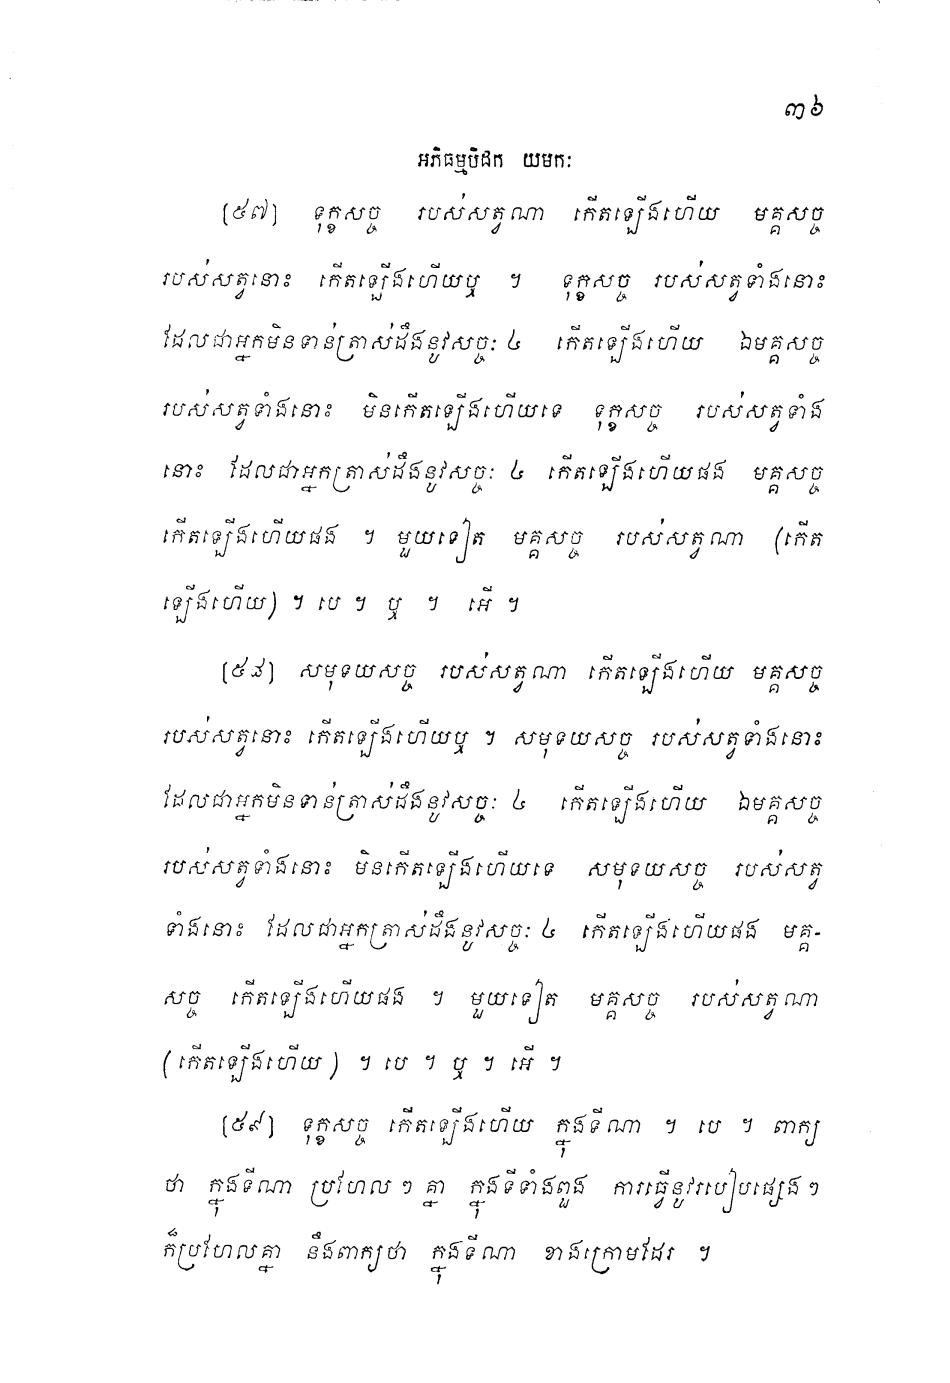 ៣៦
អភិធម្មបិដក យមកៈ
(៥៧) ទុក្ខសច្ច របស់សត្វណា កើតឡើងហើយ មគ្គសច្ច
របស់សត្វនោះ កើតឡើងហើយឬ ។ ទុក្ខសច្ច របស់សត្វទាំងនោះ
ដែលជាអ្នកមិនទាន់ត្រាស់ដឹងនូវសច្ចៈ ៤ កើតឡើងហើយ ឯមគ្គសច្ច
របស់សត្វទាំងនោះ មិនកើតឡើងហើយទេ ទុក្ខសច្ច របស់សត្វទាំង
នោះ ដែលជាអ្នកត្រាស់ដឹងនូវសច្ចៈ ៤ កើតឡើងហើយផង មគ្គសច្ច
កើតឡើងហើយផង ។ មួយទៀត មគ្គសច្ច របស់សត្វណា (កើត
ឡើងហើយ) ។ បេ ។ ឬ ។ អើ ។
(៥៨) សមុទយសច្ច របស់សត្វណា កើតឡើងហើយ មគ្គសច្ច
របស់សត្វនោះ កើតឡើងហើយឬ ។ សមុទយសច្ច របស់សត្វទាំងនោះ
ដែលជាអ្នកមិនទាន់ត្រាស់ដឹងនូវសច្ចៈ ៤ កើតឡើងហើយ ឯមគ្គសច្ច
របស់សត្វទាំងនោះ មិនកើតឡើងហើយទេ សមុទយសច្ច របស់សត្វ
ទាំងនោះ ដែលជាអ្នកត្រាស់ដឹងនូវសច្ចៈ ៤ កើតឡើងហើយផង មគ្គ-
សច្ច កើតឡើងហើយផង ។ មួយទៀត មគ្គសច្ច របស់សត្វណា
(កើតឡើងហើយ) ។ បេ ។ ឬ ។ អើ ។
(៥៩) ទុក្ខសច្ច កើតឡើងហើយ ក្នុងទីណា ។ បេ ។ ពាក្យ
ថា ក្នុងទីណា ប្រហែល ៗ គ្នា ក្នុងទីទាំងពួង ការធ្វើនូវរបៀបផ្សេង ៗ
ក៏ប្រហែលគ្នា នឹងពាក្យថា ក្នុងទីណា ខាងក្រោមដែរ ។